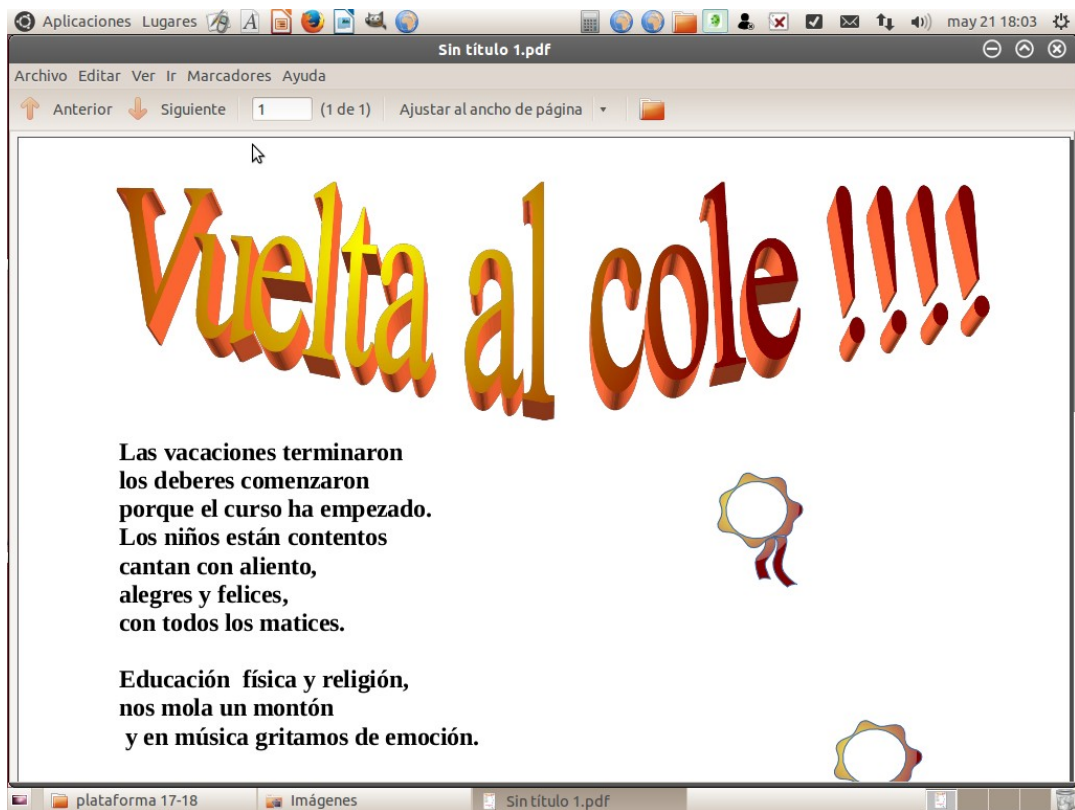 Aplicaciones Lugares may 21 18:03
Sin título 1.pdf
Archivo Editar Ver Ir Marcadores Ayuda
Anterior Siguiente 1 (1 de 1) Ajustar al ancho de página
Vuelta al cole !!!!
Las vacaciones terminaron
los deberes comenzaron
porque el curso ha empezado.
Los niños están contentos
cantan con aliento,
alegres y felices,
con todos los matices.
Educación física y religión,
nos mola un montón
y en música gritamos de emoción.
plataforma 17-18 Imágenes Sin título 1.pdf